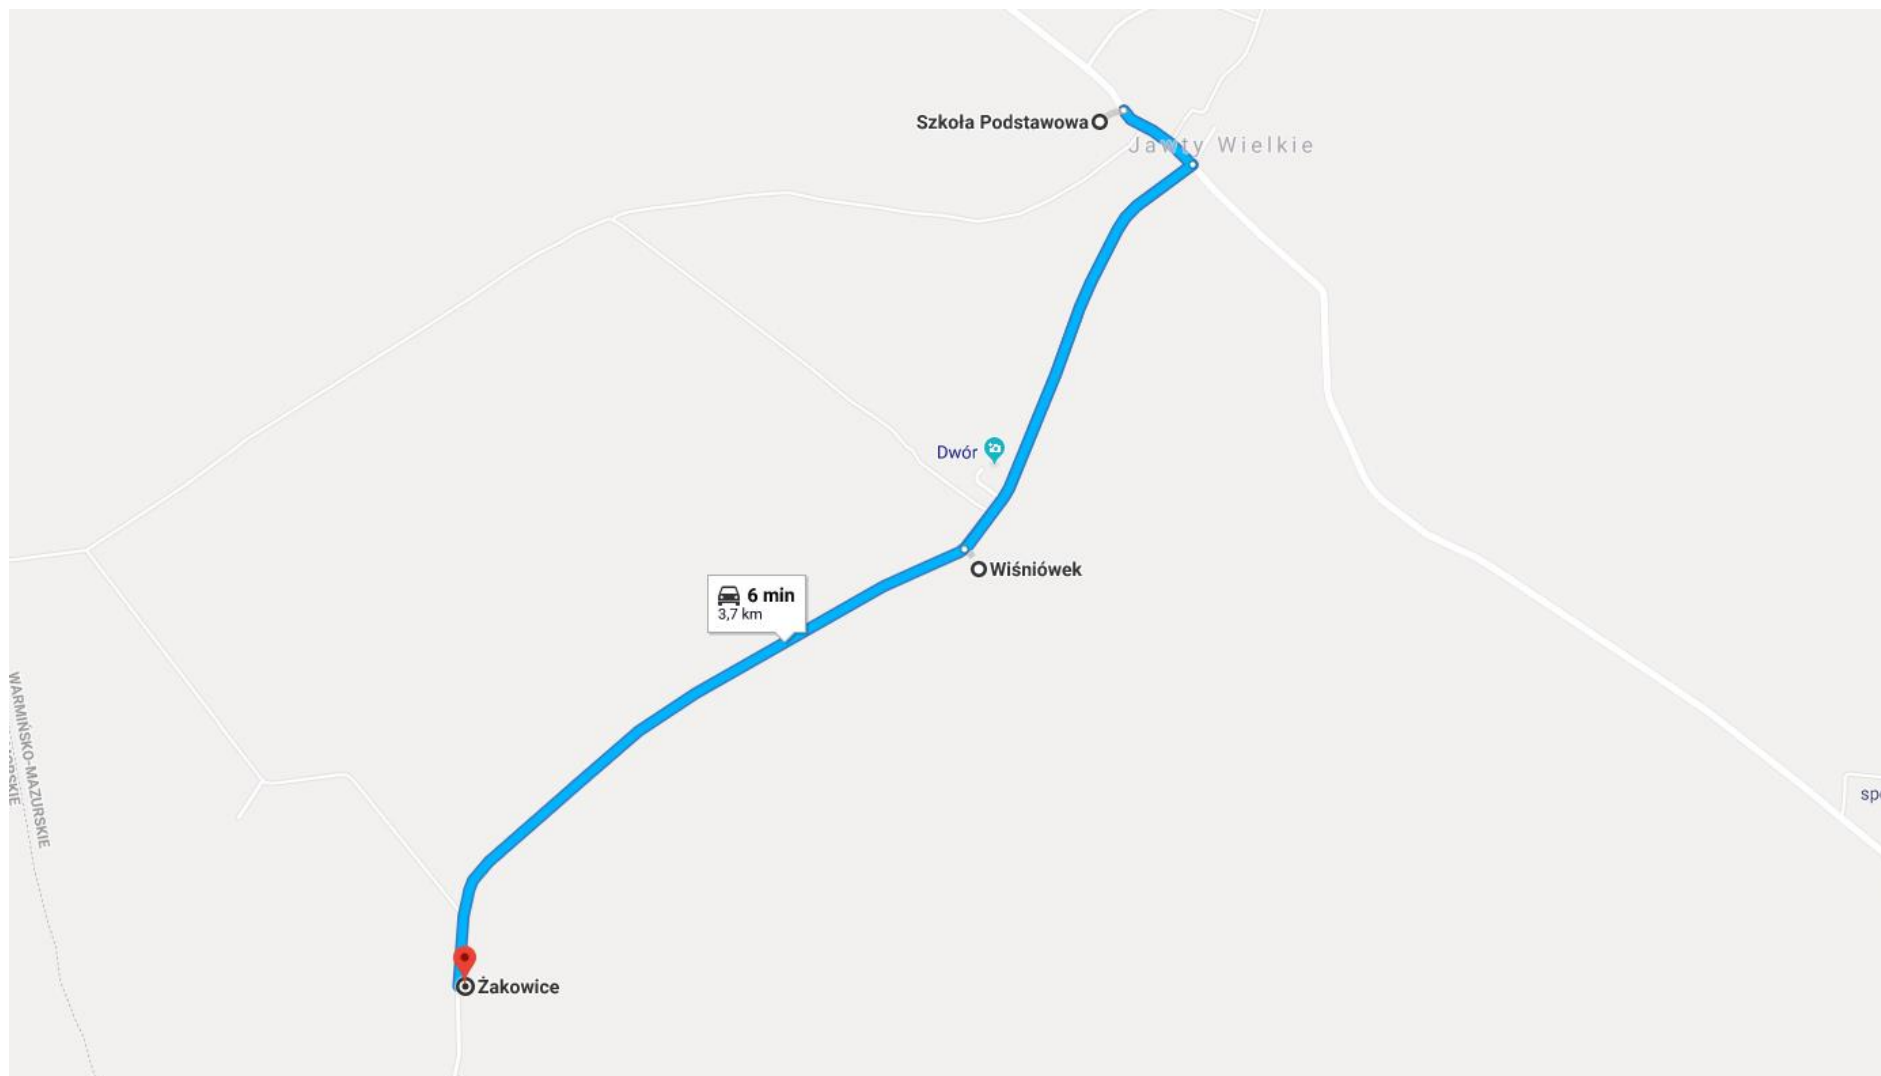 Szkoła Podstawowa
Jawty Wielkie
Dwór
Wiśniówek
6 min
3,7 km
WARMIŃSKO-MAZURSKIE
Żakowice